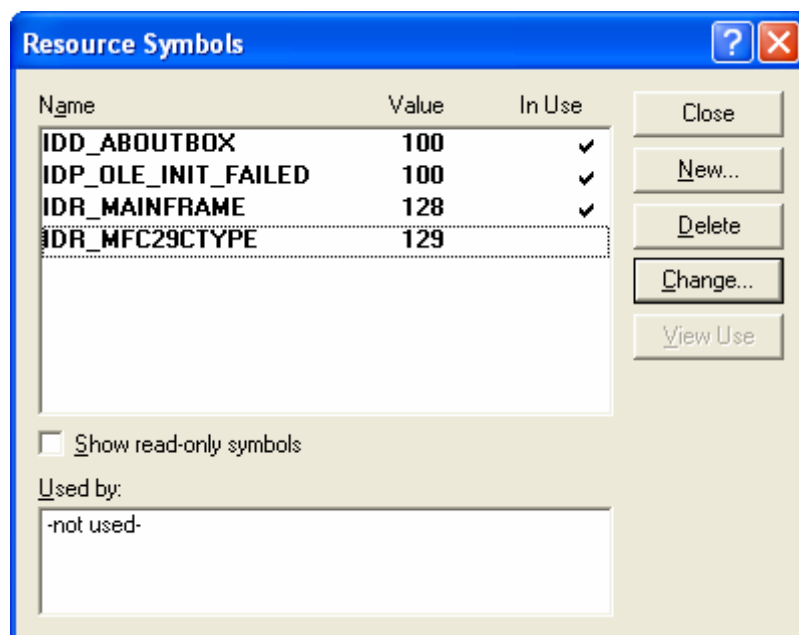 Resource Symbols
Name Value In Use
IDD_ABOUTBOX 100 ✓
IDP_OLE_INIT_FAILED 100 ✓
IDR_MAINFRAME 128 ✓
IDR_MFC29CTYPE 129
Close
New...
Delete
Change...
View Use
Show read-only symbols
Used by:
-not used-